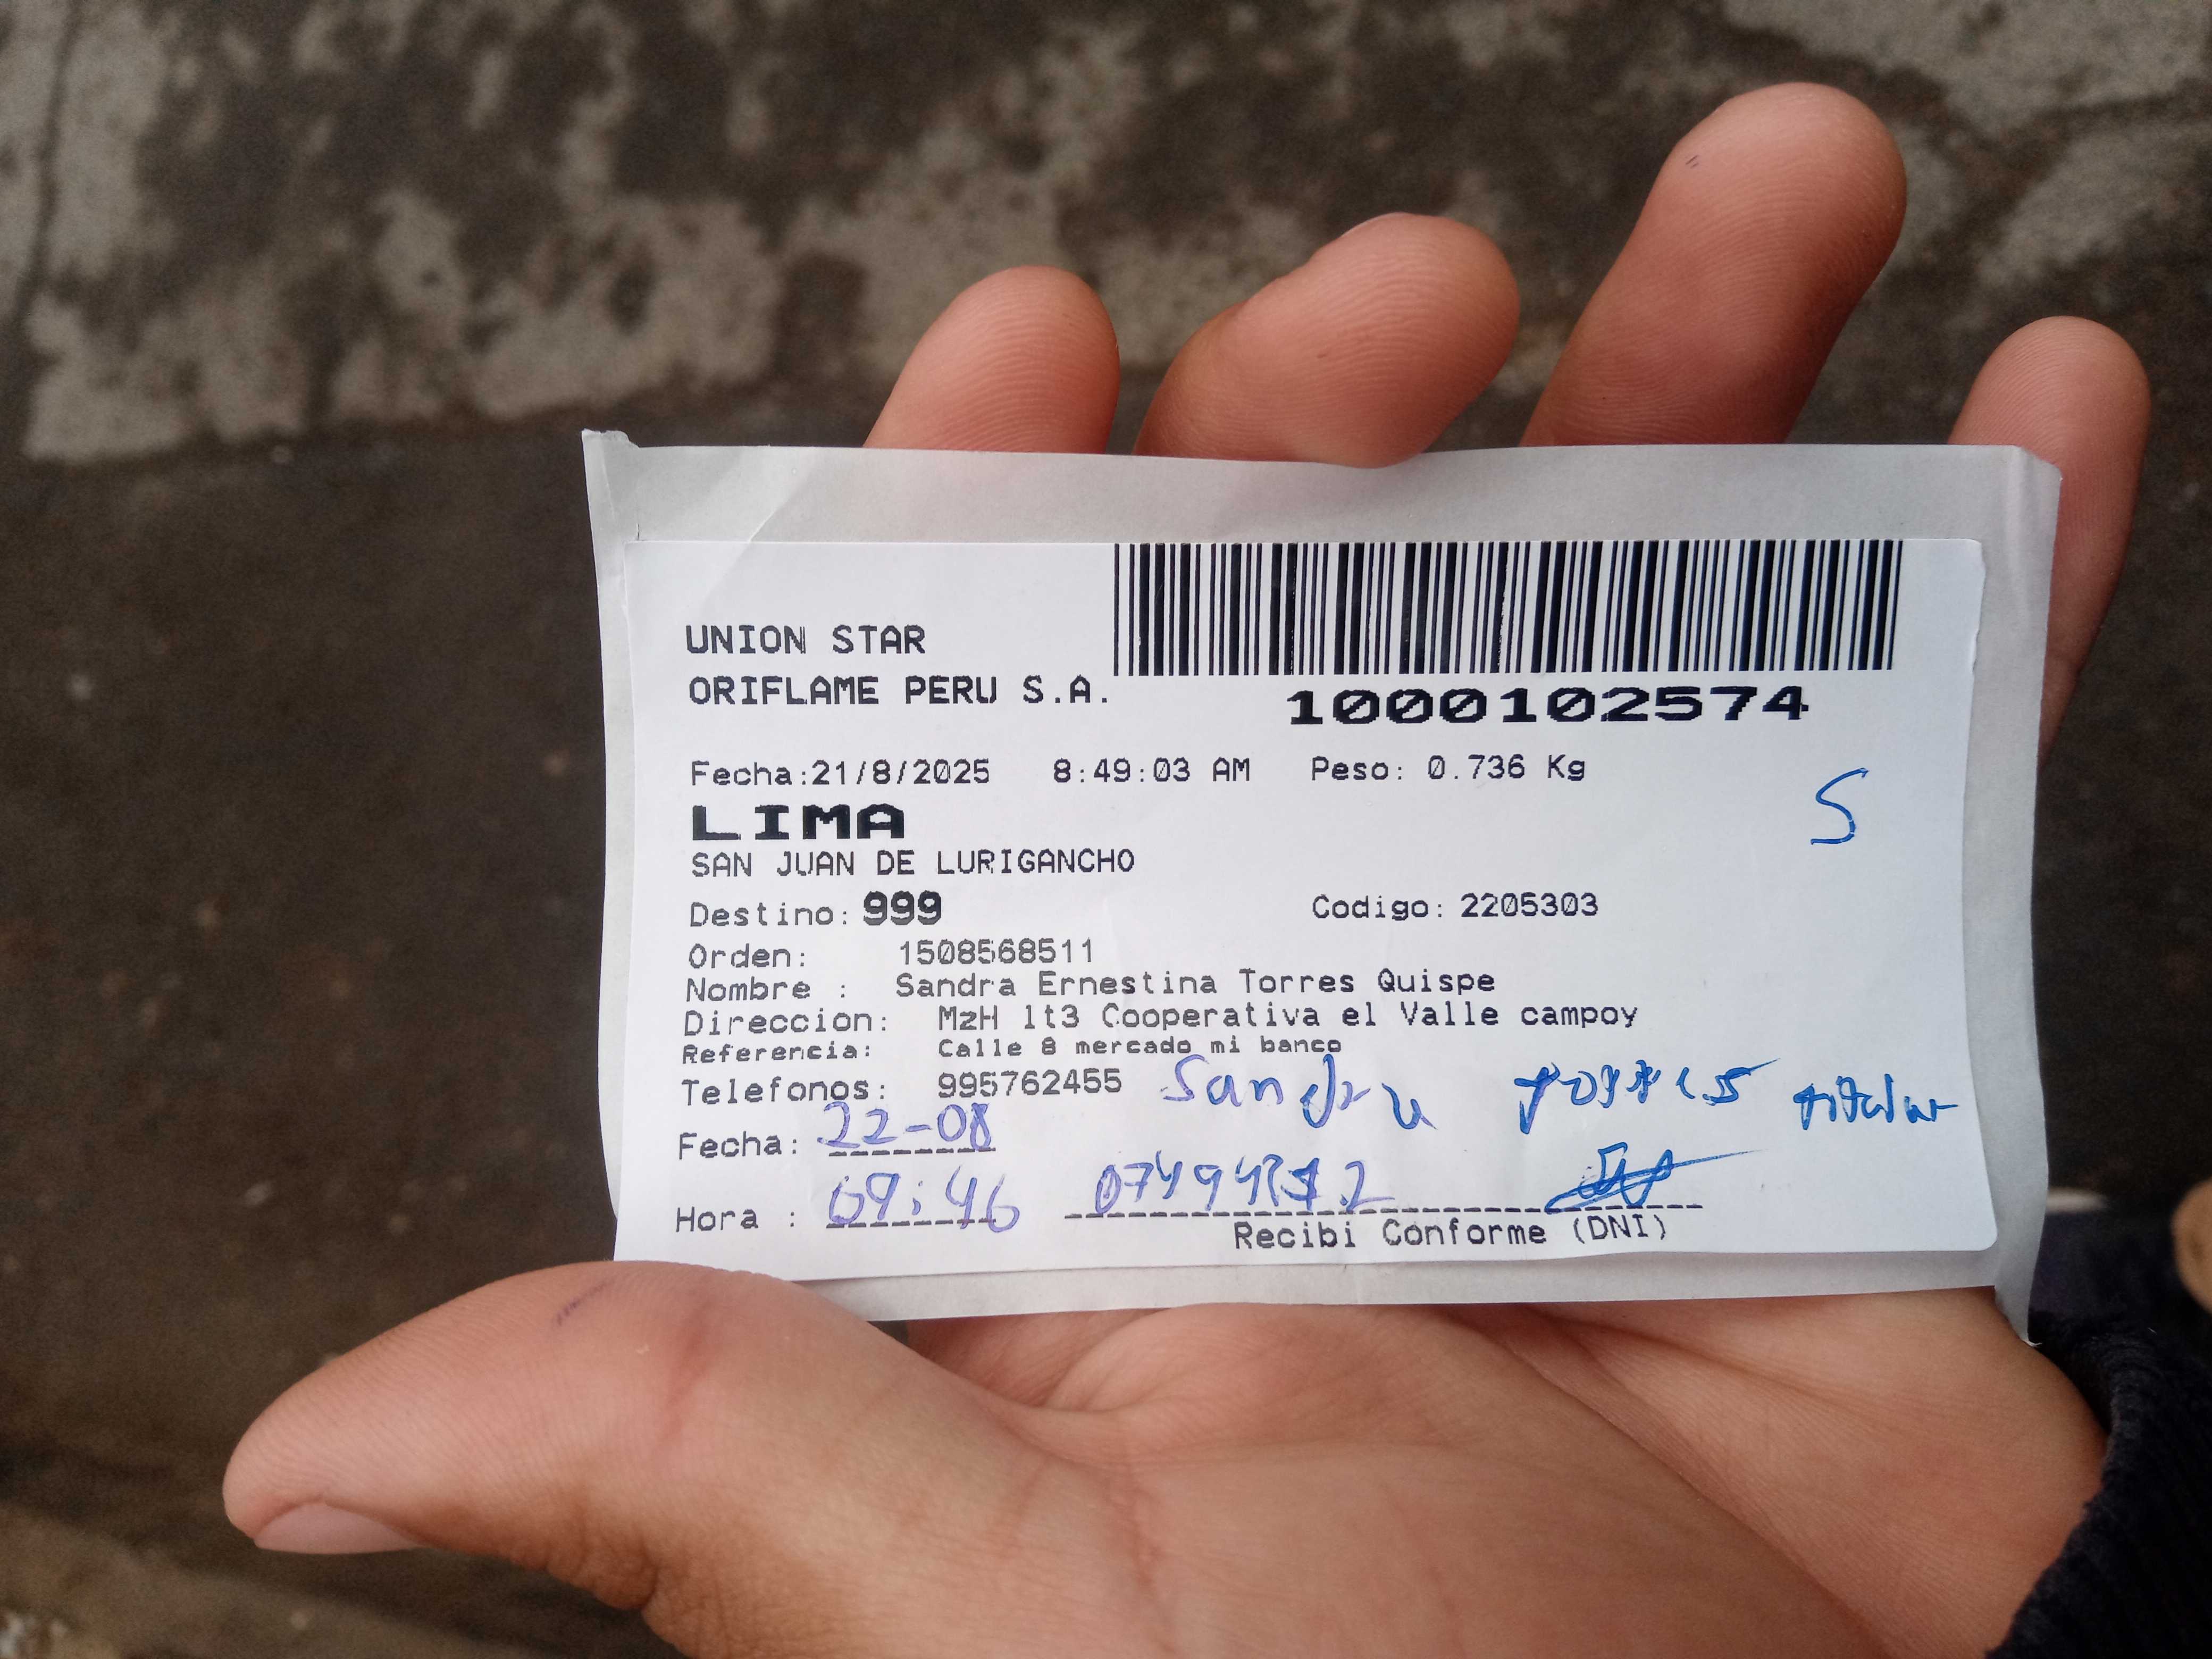 UNION STAR
ORIFLAME PERU S.A.
1000102574
Fecha:21/8/2025 8:49:03 AM Peso: 0.736 Kg
LIMA
S
SAN JUAN DE LURIGANCHO
Destino: 999 Codigo: 2205303
Orden: 1508568511
Nombre : Sandra Ernestina Torres Quispe
Direccion: MzH lt3 Cooperativa el Valle campoy
Referencia: Calle 8 mercado mi banco
Telefonos: 995762455 Sandra Torres titular
Fecha: 22-08
Hora : 09:46
Recibi Conforme (DNI)